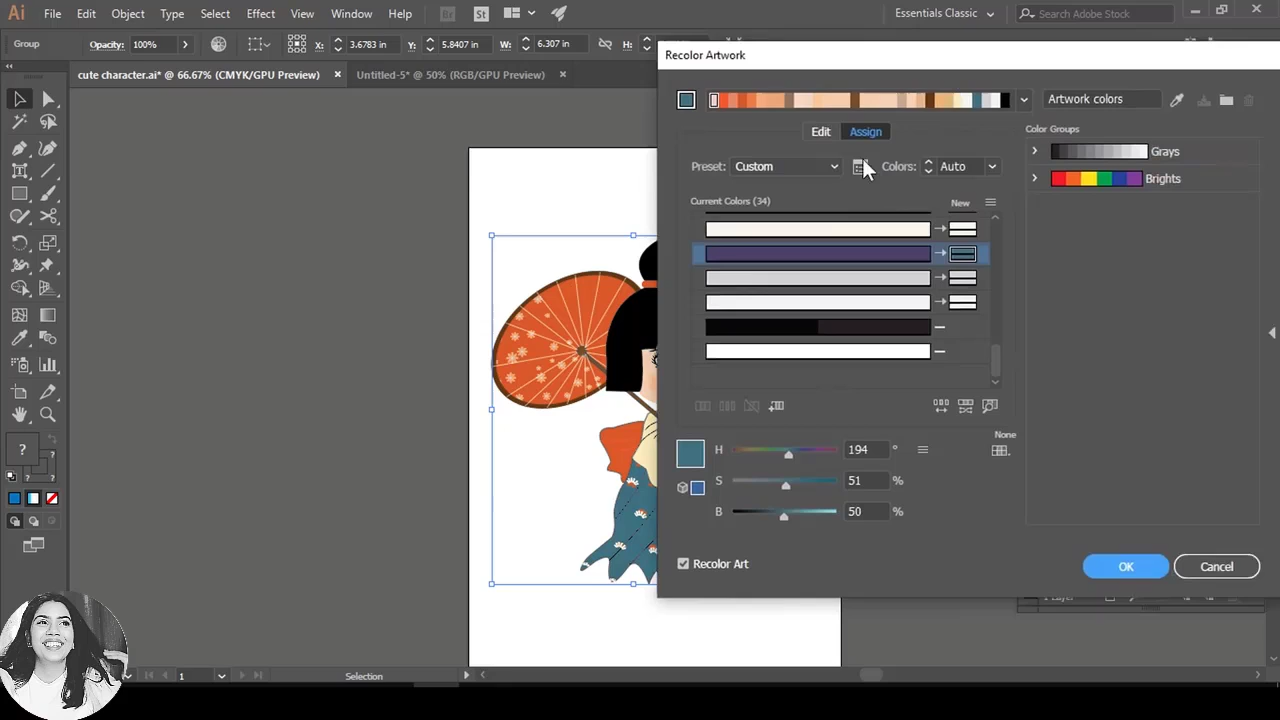 Ai File Edit Object Type Select Effect View Window Help Br St Essentials Classic Search Adobe Stock
Group Opacity: 100% X: 3.6783 in Y: 5.8407 in W: 6.307 in H:
Recolor Artwork
cute character.ai* @ 66.67% (CMYK/GPU Preview) × Untitled-5* @ 50% (RGB/GPU Preview) ×
Artwork colors
Edit Assign
Color Groups
Grays
Preset: Custom Colors: Auto
Brights
Current Colors (34) New
None
H 194 °
? S 51 %
B 50 %
Recolor Art
OK Cancel
1 Selection